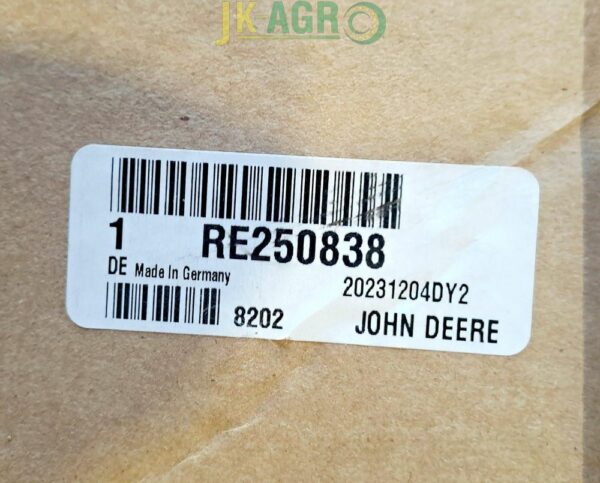 JK AGRO
1 RE250838
DE Made In Germany
20231204DY2
8202 JOHN DEERE